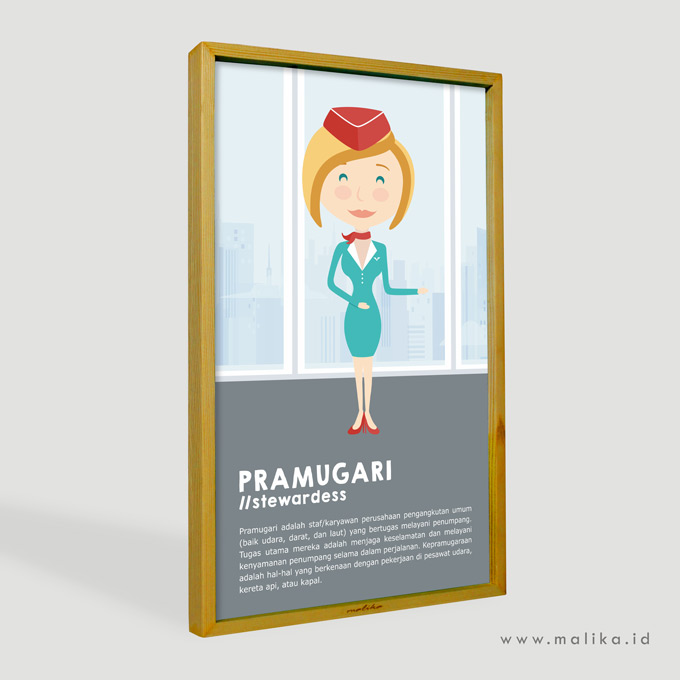 PRAMUGARI
//stewardess
Pramugari adalah staf/karyawan perusahaan pengangkutan umum
(baik udara, darat, dan laut) yang bertugas melayani penumpang.
Tugas utama mereka adalah menjaga keselamatan dan melayani
kenyamanan penumpang selama dalam perjalanan. Kepramugaraan
adalah hal-hal yang berkenaan dengan pekerjaan di pesawat udara,
kereta api, atau kapal.
malika
www.malika.id